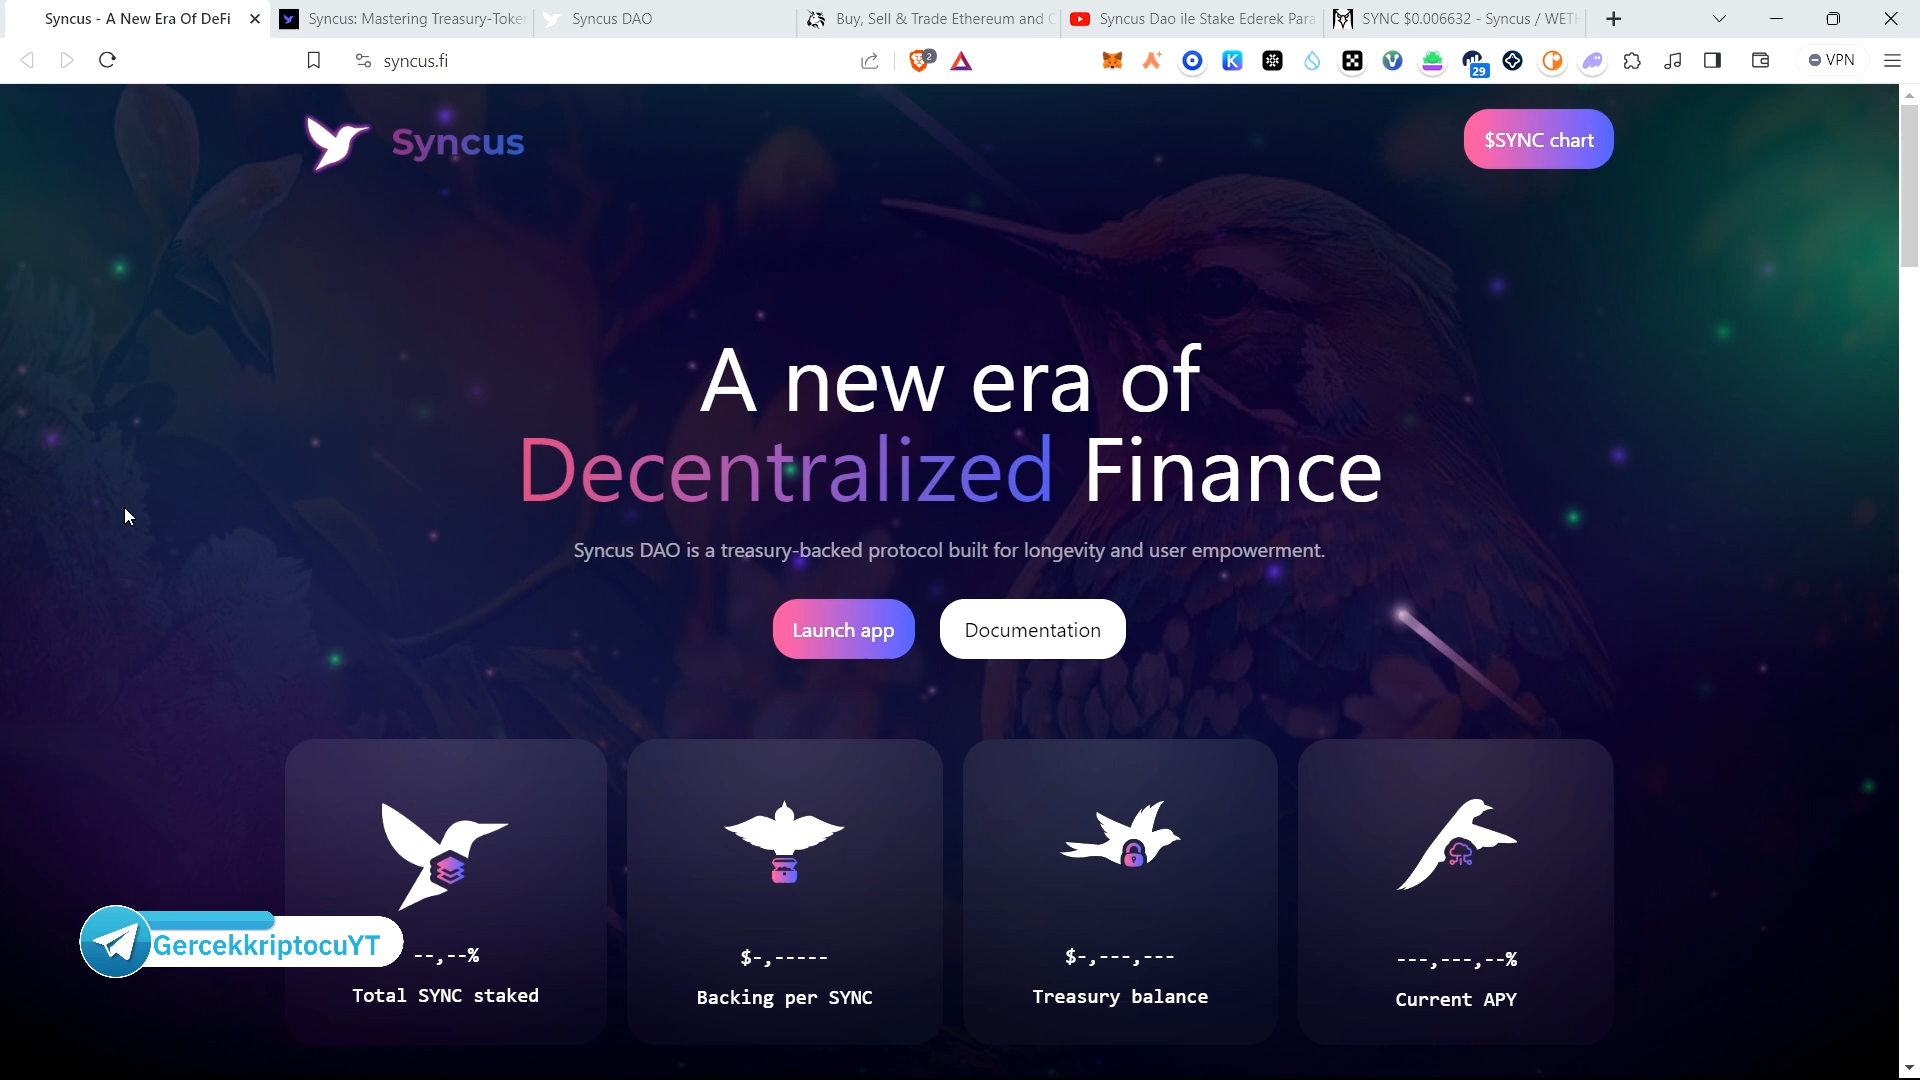 Syncus - A New Era Of DeFi
Syncus: Mastering Treasury-Token
Syncus DAO
Buy, Sell & Trade Ethereum and
Syncus Dao ile Stake Ederek Para
SYNC $0.006632 - Syncus / WETH
syncus.fi
2
29
VPN
Syncus
$SYNC chart
A new era of
Decentralized Finance
Syncus DAO is a treasury-backed protocol built for longevity and user empowerment.
Launch app
Documentation
GercekkriptocuYT
--,--%
Total SYNC staked
$-,-----
Backing per SYNC
$-,---,---
Treasury balance
---,---,--%
Current APY